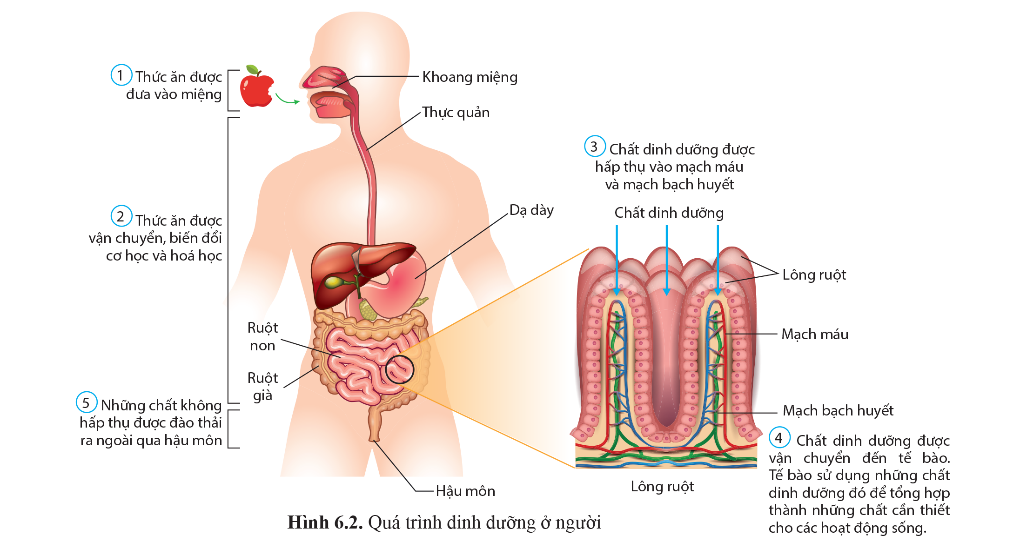 1 Thức ăn được
đưa vào miệng
Khoang miệng
Thực quản
2 Thức ăn được
vận chuyển, biến đổi
cơ học và hoá học
Dạ dày
Ruột
non
Ruột
già
5 Những chất không
hấp thụ được đào thải
ra ngoài qua hậu môn
Hậu môn
3 Chất dinh dưỡng được
hấp thụ vào mạch máu
và mạch bạch huyết
Chất dinh dưỡng
Lông ruột
Mạch máu
Mạch bạch huyết
Lông ruột
4 Chất dinh dưỡng được
vận chuyển đến tế bào.
Tế bào sử dụng những chất
dinh dưỡng đó để tổng hợp
thành những chất cần thiết
cho các hoạt động sống.
Hình 6.2. Quá trình dinh dưỡng ở người